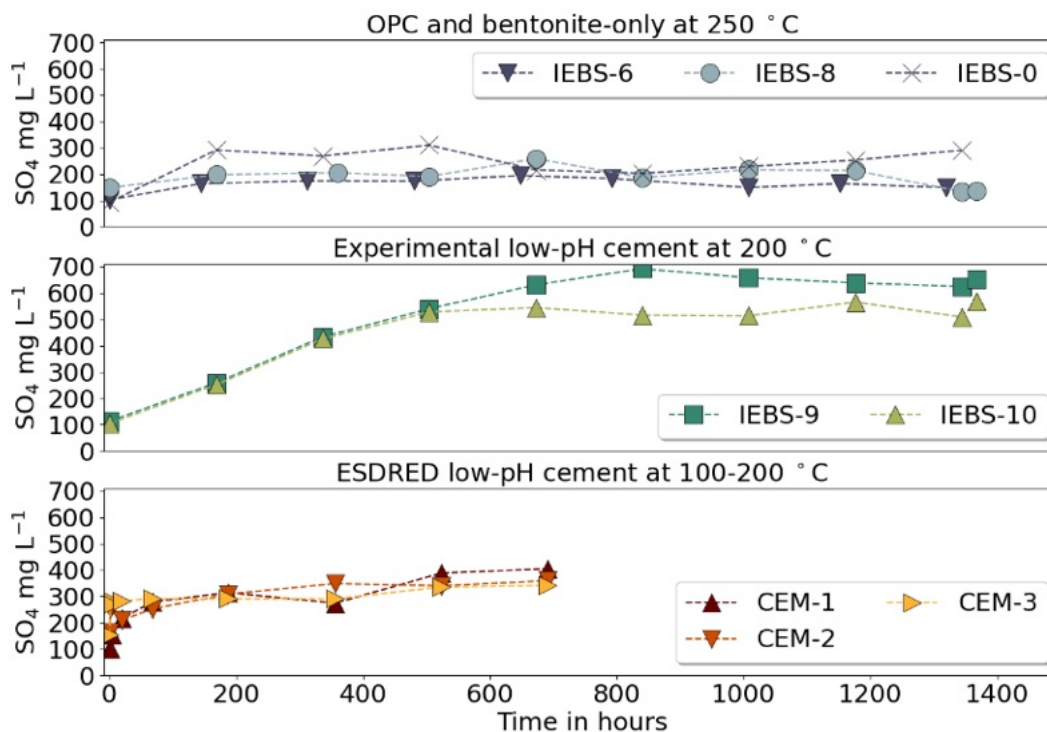 OPC and bentonite-only at 250 °C
SO₄ mg L⁻¹
700
600
500
400
300
200
100
0
IEBS-6 IEBS-8 IEBS-0
Experimental low-pH cement at 200 °C
SO₄ mg L⁻¹
700
600
500
400
300
200
100
0
IEBS-9 IEBS-10
ESDRED low-pH cement at 100-200 °C
SO₄ mg L⁻¹
700
600
500
400
300
200
100
0
CEM-1 CEM-3
CEM-2
0 200 400 600 800 1000 1200 1400
Time in hours